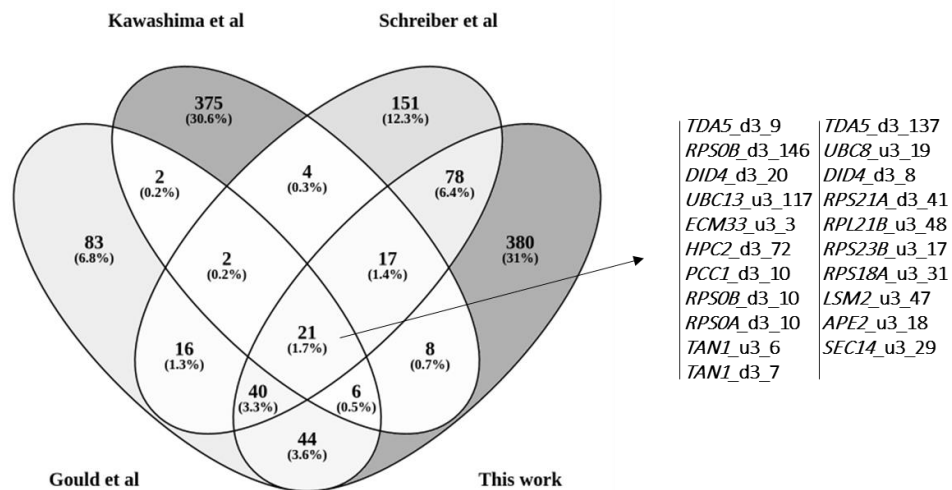 Kawashima et al
Schreiber et al
375
(30.6%)
151
(12.3%)
2
(0.2%)
4
(0.3%)
78
(6.4%)
83
(6.8%)
2
(0.2%)
17
(1.4%)
380
(31%)
21
(1.7%)
16
(1.3%)
8
(0.7%)
40
(3.3%)
6
(0.5%)
44
(3.6%)
Gould et al
This work
TDA5_d3_9
RPS0B_d3_146
DID4_d3_20
UBC13_u3_117
ECM33_u3_3
HPC2_d3_72
PCC1_d3_10
RPS0B_d3_10
RPS0A_d3_10
TAN1_u3_6
TAN1_d3_7
TDA5_d3_137
UBC8_u3_19
DID4_d3_8
RPS21A_d3_41
RPL21B_u3_48
RPS23B_u3_17
RPS18A_u3_31
LSM2_u3_47
APE2_u3_18
SEC14_u3_29